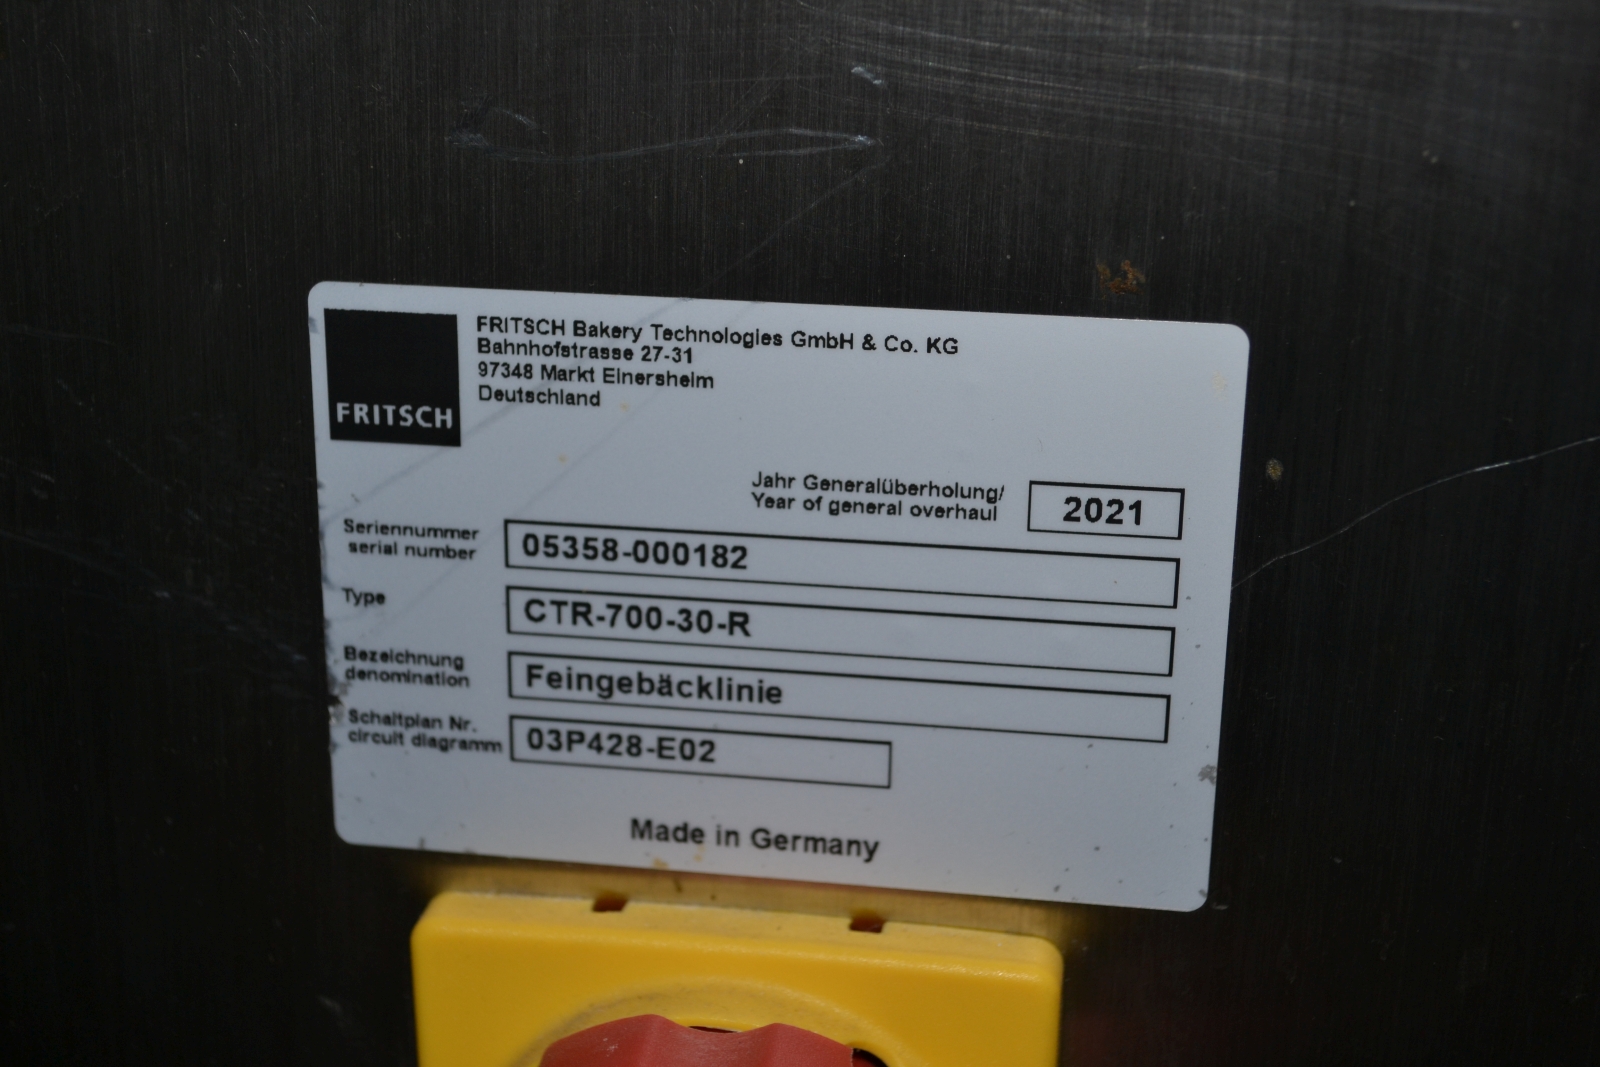 FRITSCH
FRITSCH Bakery Technologies GmbH & Co. KG
Bahnhofstrasse 27-31
97348 Markt Einersheim
Deutschland
Jahr Generalüberholung/
Year of general overhaul
2021
Seriennummer
serial number
05358-000182
Type
CTR-700-30-R
Bezeichnung
denomination
Feingebäcklinie
Schaltplan Nr.
circuit diagramm
03P428-E02
Made in Germany